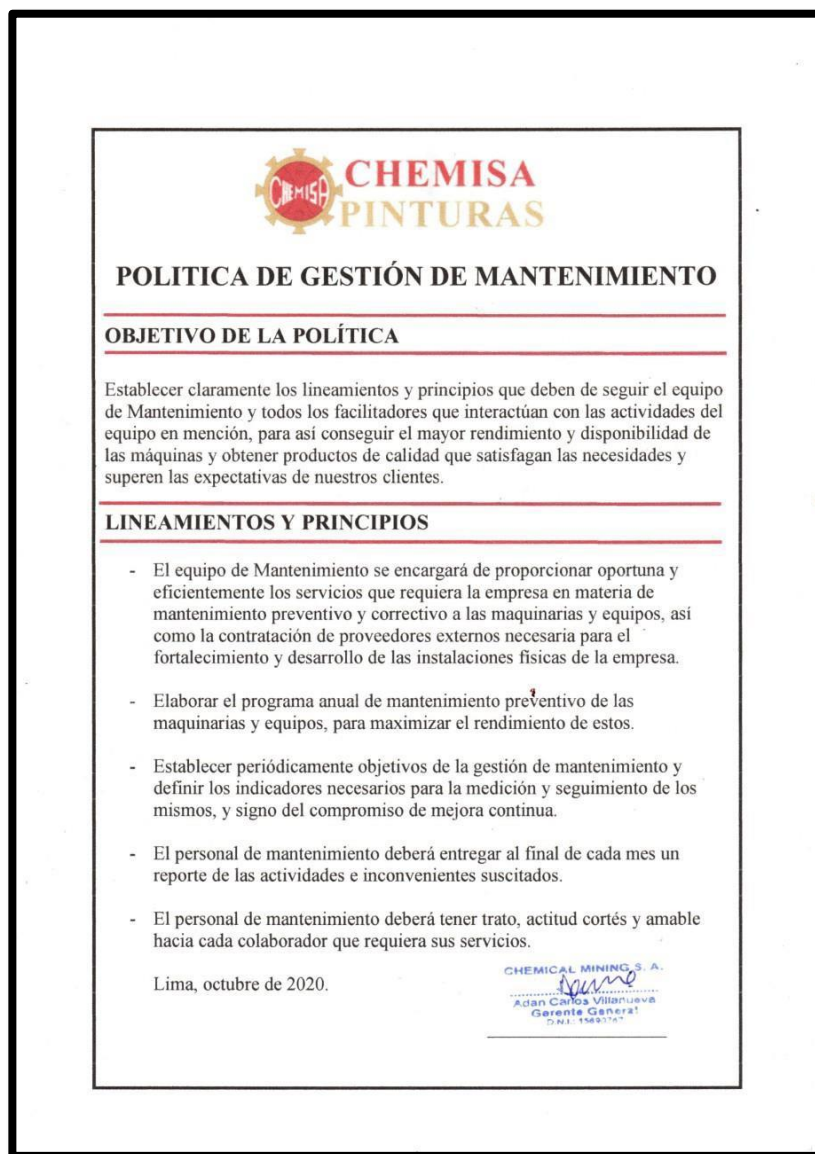 CHEMISA
CHEMISA
PINTURAS
POLITICA DE GESTIÓN DE MANTENIMIENTO
OBJETIVO DE LA POLÍTICA
Establecer claramente los lineamientos y principios que deben de seguir el equipo
de Mantenimiento y todos los facilitadores que interactúan con las actividades del
equipo en mención, para así conseguir el mayor rendimiento y disponibilidad de
las máquinas y obtener productos de calidad que satisfagan las necesidades y
superen las expectativas de nuestros clientes.
LINEAMIENTOS Y PRINCIPIOS
- El equipo de Mantenimiento se encargará de proporcionar oportuna y
eficientemente los servicios que requiera la empresa en materia de
mantenimiento preventivo y correctivo a las maquinarias y equipos, así
como la contratación de proveedores externos necesaria para el
fortalecimiento y desarrollo de las instalaciones físicas de la empresa.
- Elaborar el programa anual de mantenimiento preventivo de las
maquinarias y equipos, para maximizar el rendimiento de estos.
- Establecer periódicamente objetivos de la gestión de mantenimiento y
definir los indicadores necesarios para la medición y seguimiento de los
mismos, y signo del compromiso de mejora continua.
- El personal de mantenimiento deberá entregar al final de cada mes un
reporte de las actividades e inconvenientes suscitados.
- El personal de mantenimiento deberá tener trato, actitud cortés y amable
hacia cada colaborador que requiera sus servicios.
Lima, octubre de 2020.
CHEMICAL MINING S. A.
Adan Carlos Villanueva
Gerente General
D.N.I.: